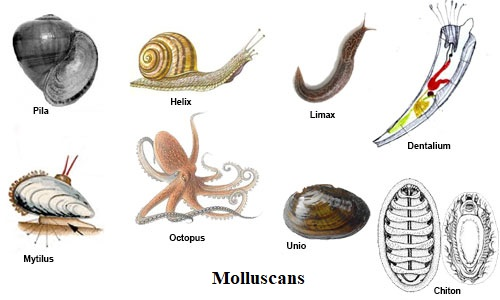 Pila
Helix
Limax
Dentalium
Mytilus
Octopus
Unio
Chiton
Molluscans